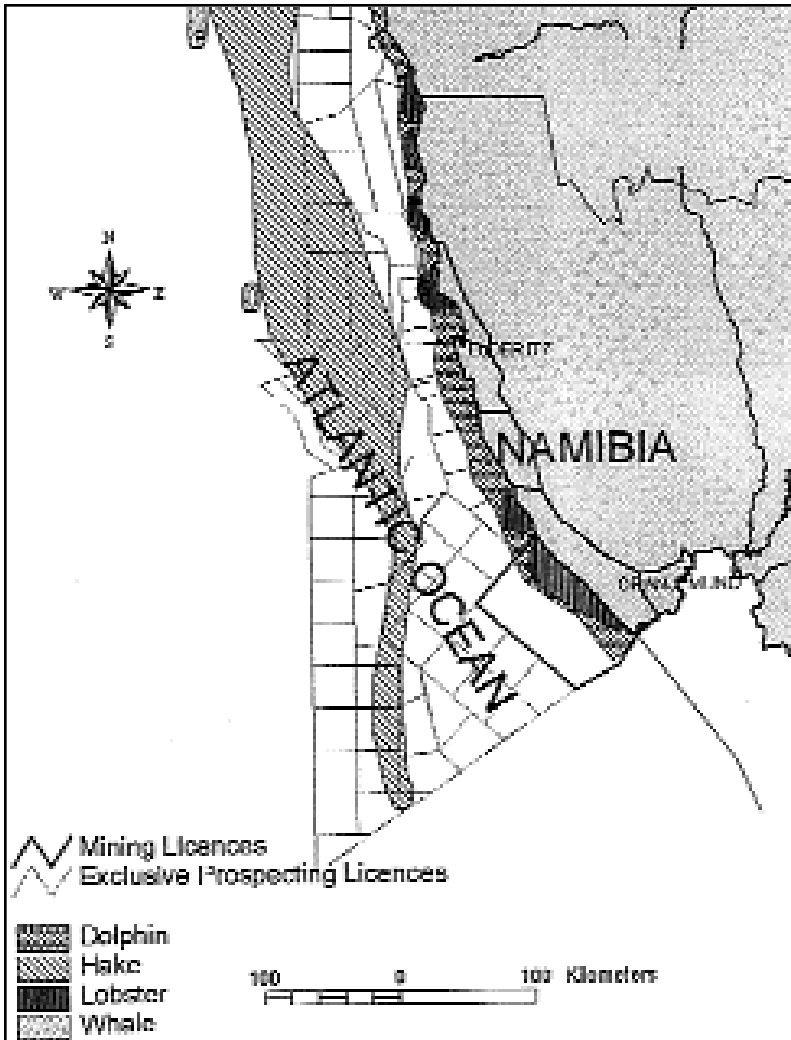 N
W
S
NAMIBIA
ATLANTIC OCEAN
Mining Licences
Exclusive Prospecting Licences
Dolphin
Hake
Lobster
Whale
100 0 100 Kilometers